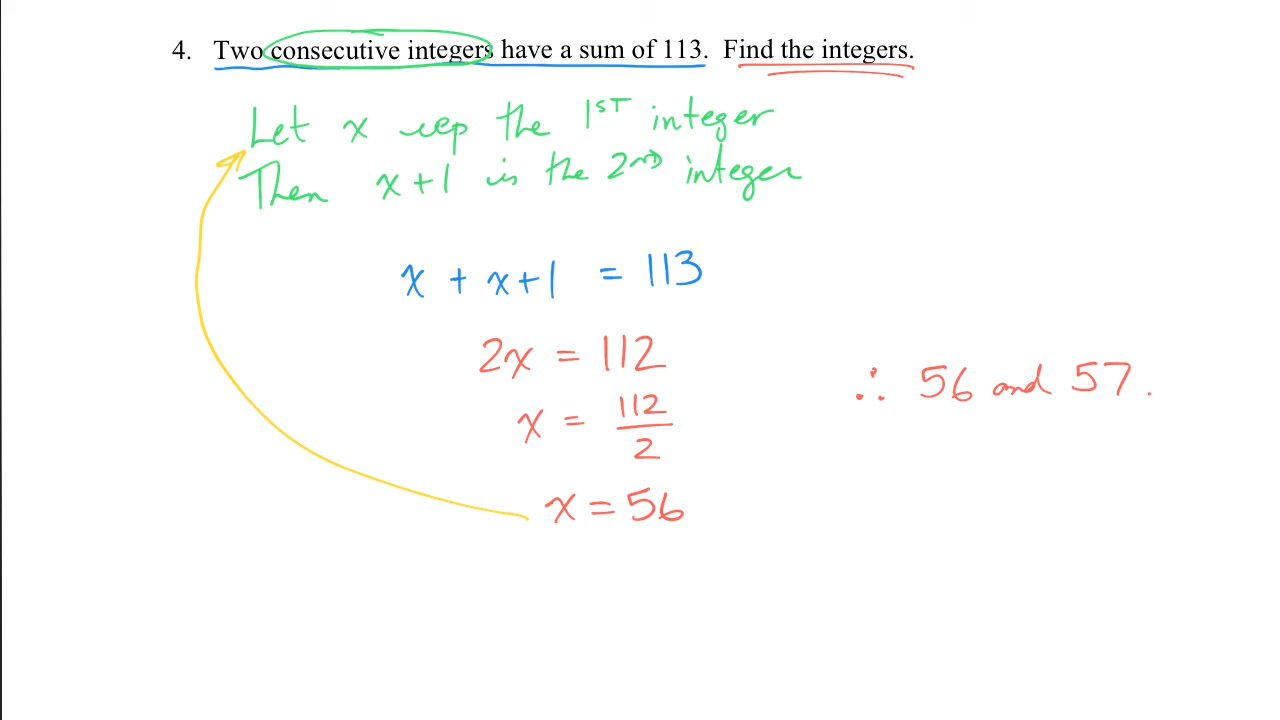 4. Two consecutive integers have a sum of 113. Find the integers.
Let x rep the 1ST integer
Then x+1 is the 2nd integer
x + x+1 = 113
2x = 112
x = 112/2
∴ 56 and 57.
x = 56